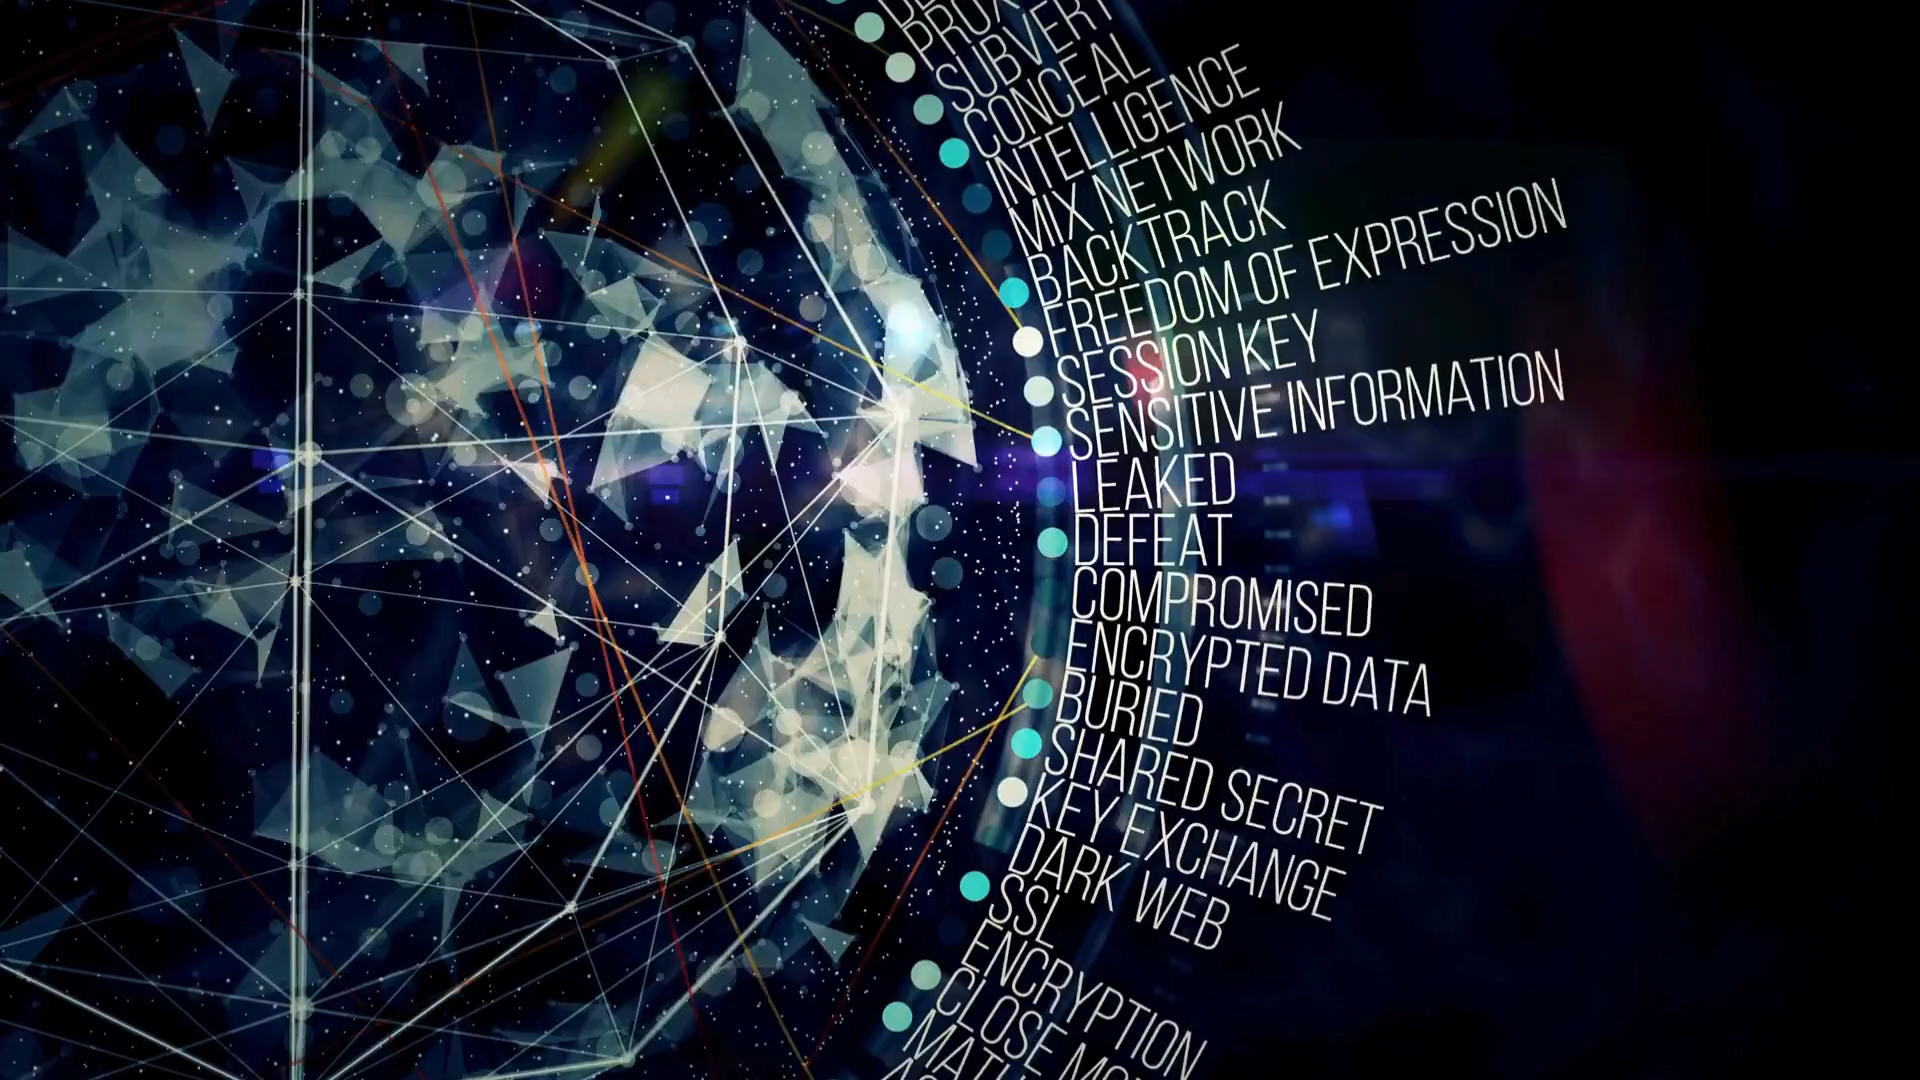 SUBVERT
CONCEAL
INTELLIGENCE
MIX NETWORK
BACKTRACK
FREEDOM OF EXPRESSION
SESSION KEY
SENSITIVE INFORMATION
LEAKED
DEFEAT
COMPROMISED
ENCRYPTED DATA
BURIED
SHARED SECRET
KEY EXCHANGE
DARK WEB
SSL
ENCRYPTION
CLOSE